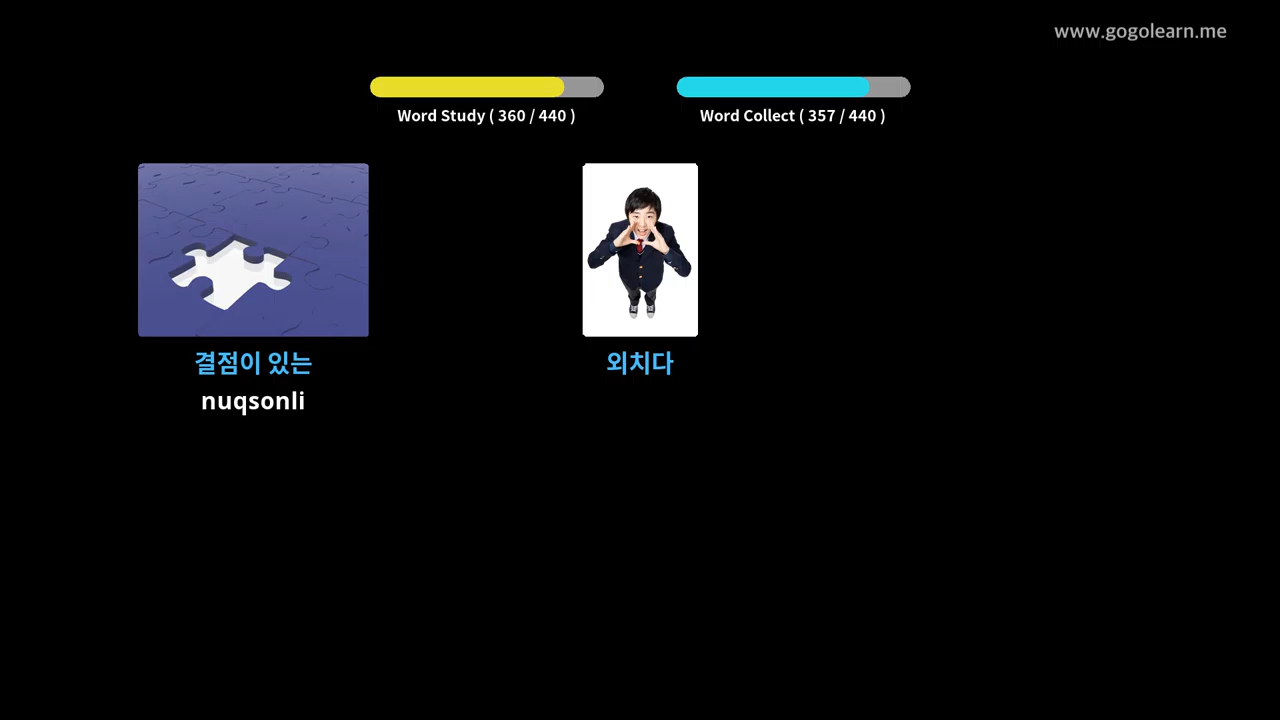 www.gogolearn.me
Word Study ( 360 / 440 )
Word Collect ( 357 / 440 )
결점이 있는
nuqsonli
외치다